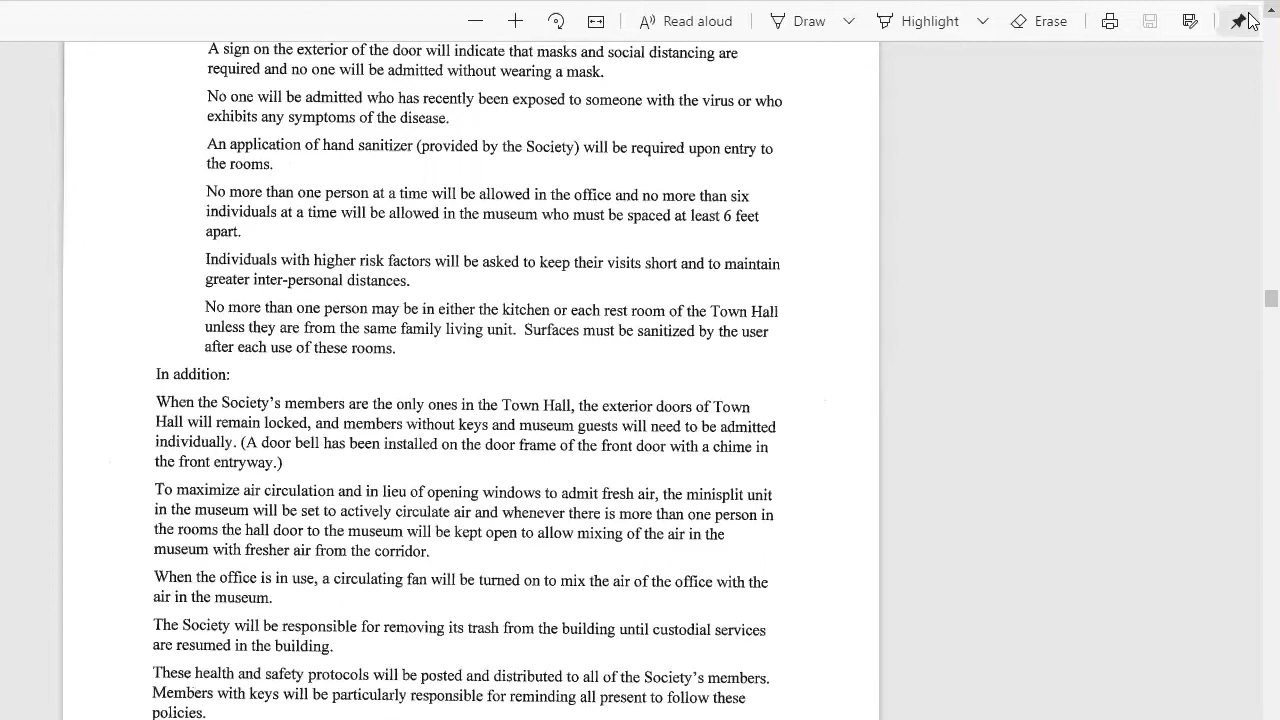 Read aloud Draw Highlight Erase
A sign on the exterior of the door will indicate that masks and social distancing are
required and no one will be admitted without wearing a mask.
No one will be admitted who has recently been exposed to someone with the virus or who
exhibits any symptoms of the disease.
An application of hand sanitizer (provided by the Society) will be required upon entry to
the rooms.
No more than one person at a time will be allowed in the office and no more than six
individuals at a time will be allowed in the museum who must be spaced at least 6 feet
apart.
Individuals with higher risk factors will be asked to keep their visits short and to maintain
greater inter-personal distances.
No more than one person may be in either the kitchen or each rest room of the Town Hall
unless they are from the same family living unit.  Surfaces must be sanitized by the user
after each use of these rooms.
In addition:
When the Society's members are the only ones in the Town Hall, the exterior doors of Town
Hall will remain locked, and members without keys and museum guests will need to be admitted
individually. (A door bell has been installed on the door frame of the front door with a chime in
the front entryway.)
To maximize air circulation and in lieu of opening windows to admit fresh air, the minisplit unit
in the museum will be set to actively circulate air and whenever there is more than one person in
the rooms the hall door to the museum will be kept open to allow mixing of the air in the
museum with fresher air from the corridor.
When the office is in use, a circulating fan will be turned on to mix the air of the office with the
air in the museum.
The Society will be responsible for removing its trash from the building until custodial services
are resumed in the building.
These health and safety protocols will be posted and distributed to all of the Society's members.
Members with keys will be particularly responsible for reminding all present to follow these
policies.